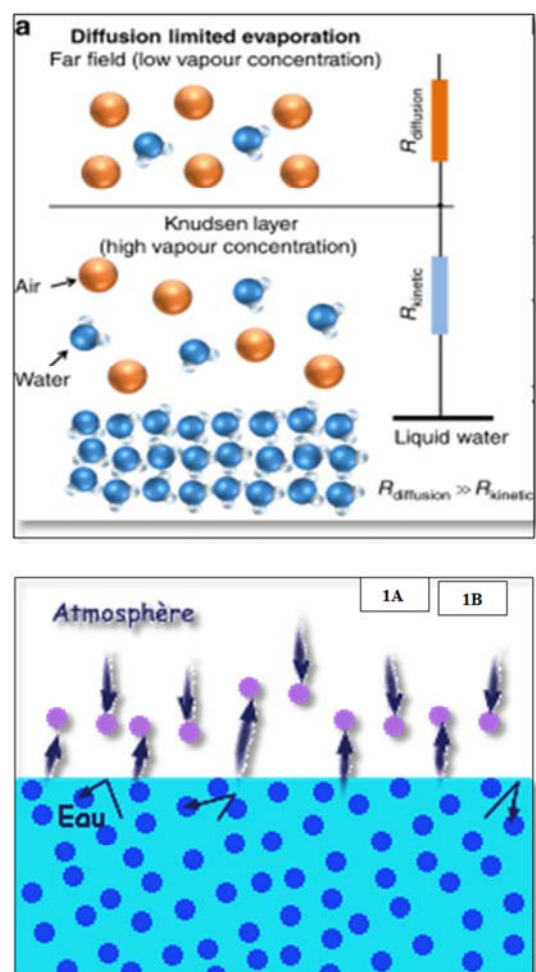 a
Diffusion limited evaporation
Far field (low vapour concentration)
R diffusion
Knudsen layer
(high vapour concentration)
Air
R kinetic
Water
Liquid water
R diffusion >> R kinetic
1A
1B
Atmosphère
Eau